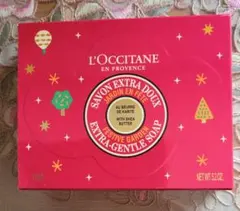 L'OCCITANE
EN PROVENCE
SAVON EXTRA DOUX
JARDIN EN FÊTE
AU BEURRE
DE KARITÉ
WITH SHEA
BUTTER
FESTIVE GARDEN
EXTRA-GENTLE SOAP
NET WT. 3.2 OZ.